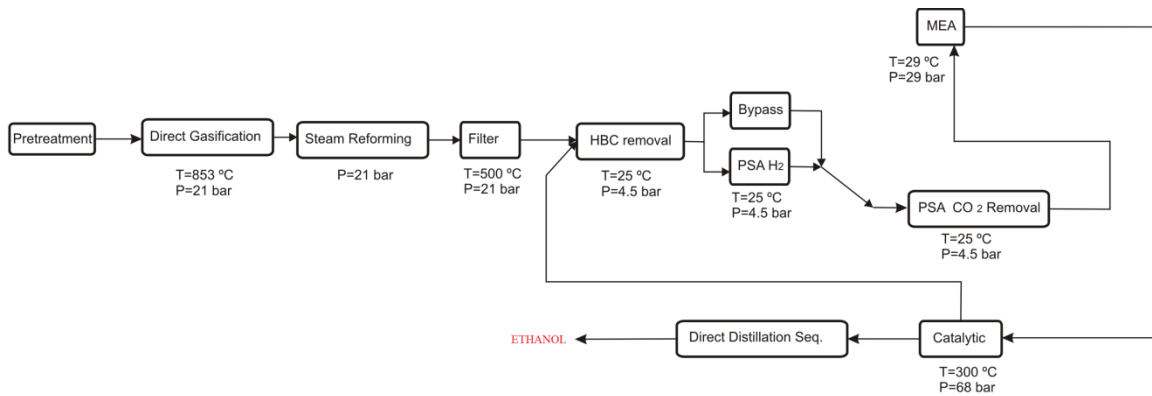 MEA
T=29 ºC
P=29 bar
Pretreatment
Direct Gasification
T=853 ºC
P=21 bar
Steam Reforming
P=21 bar
Filter
T=500 ºC
P=21 bar
HBC removal
T=25 ºC
P=4.5 bar
Bypass
PSA H2
T=25 ºC
P=4.5 bar
PSA CO 2 Removal
T=25 ºC
P=4.5 bar
ETHANOL
Direct Distillation Seq.
Catalytic
T=300 ºC
P=68 bar